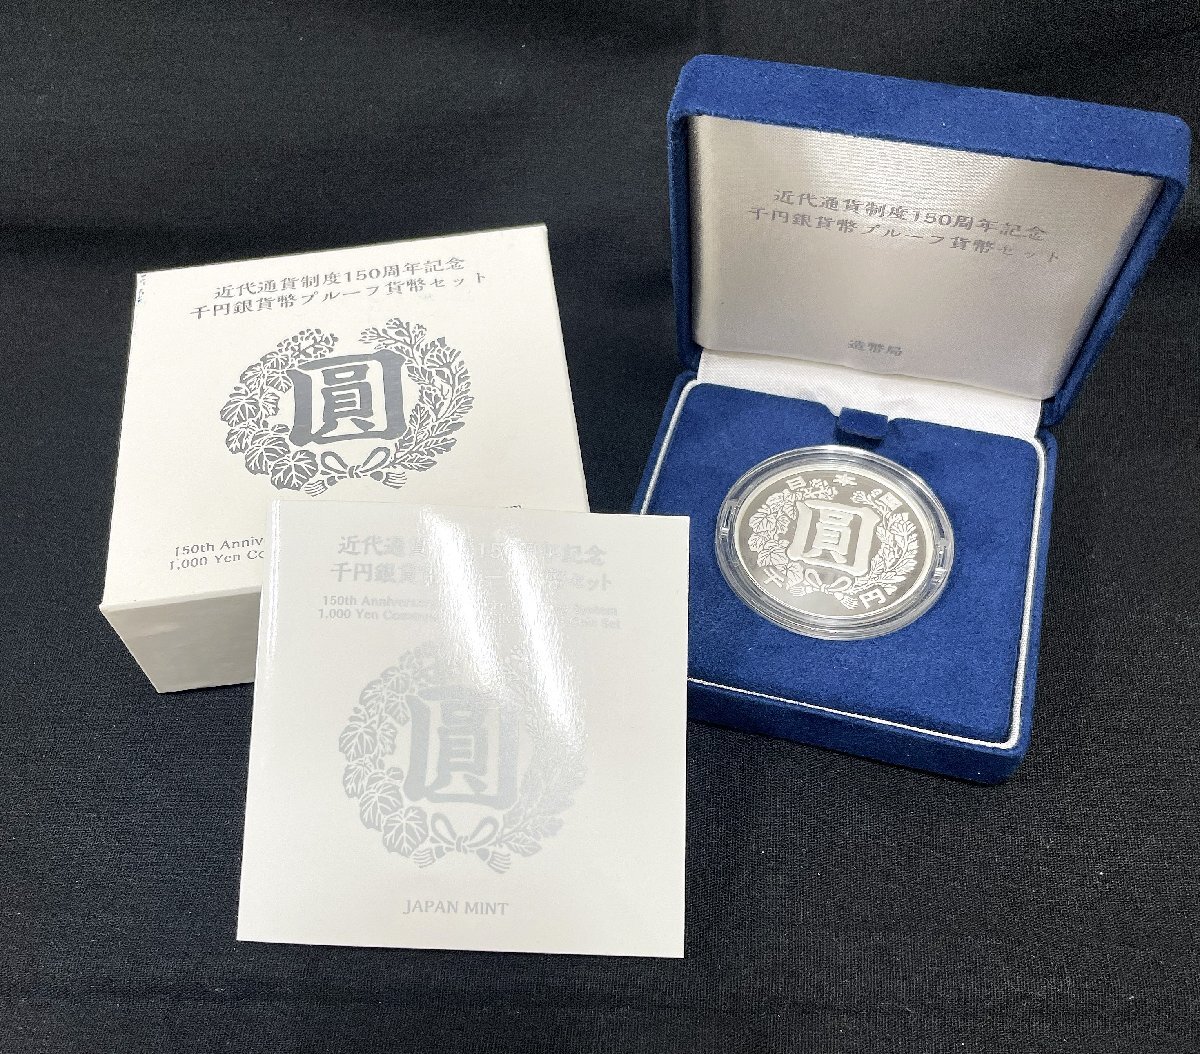 近代通貨制度150周年記念
千円銀貨幣プルーフ貨幣セット
圓
150th Anniv
1,000 Yen Co
近代通貨 150周年記念
千円銀貨幣 ーフ貨幣セット
150th Anniversary
1,000 Yen Coin Set
圓
JAPAN MINT
近代通貨制度150周年記念
千円銀貨幣プルーフ貨幣セット
造幣局
日本国
圓
千円